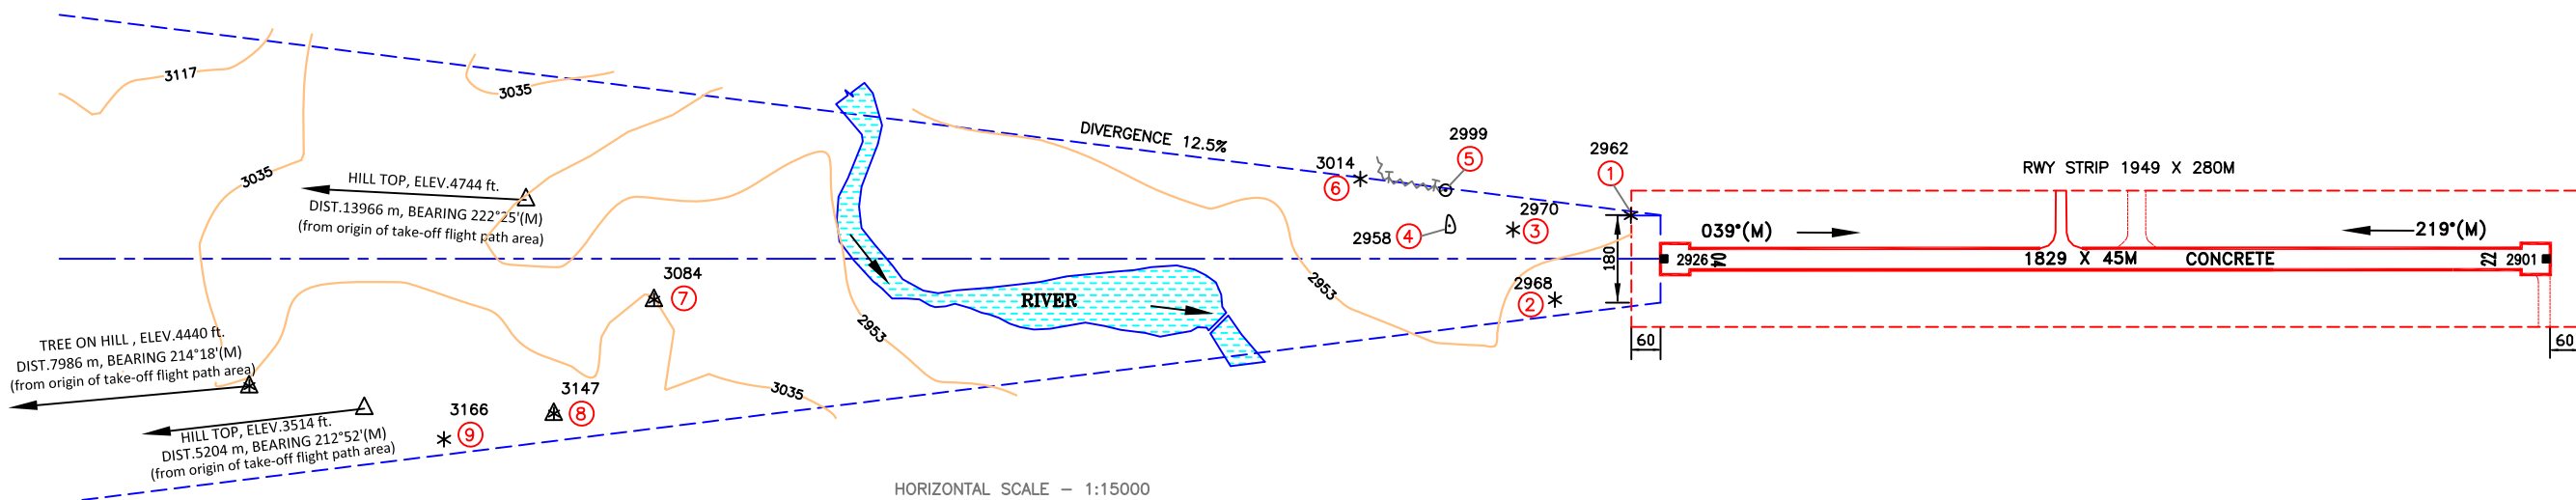 3117
3035
3035
HILL TOP, ELEV.4744 ft.
DIST.13966 m, BEARING 222°25'(M)
(from origin of take-off flight path area)
3035
TREE ON HILL , ELEV.4440 ft.
DIST.7986 m, BEARING 214°18'(M)
(from origin of take-off flight path area)
HILL TOP, ELEV.3514 ft.
DIST.5204 m, BEARING 212°52'(M)
(from origin of take-off flight path area)
3166
9
3147
8
3084
7
3035
2953
RIVER
DIVERGENCE 12.5%
2953
3014
6
2999
5
2958
4
2970
3
2968
2
2962
1
180
60
RWY STRIP 1949 X 280M
039°(M)
219°(M)
2926
04
1829 X 45M CONCRETE
22
2901
60
HORIZONTAL SCALE – 1:15000